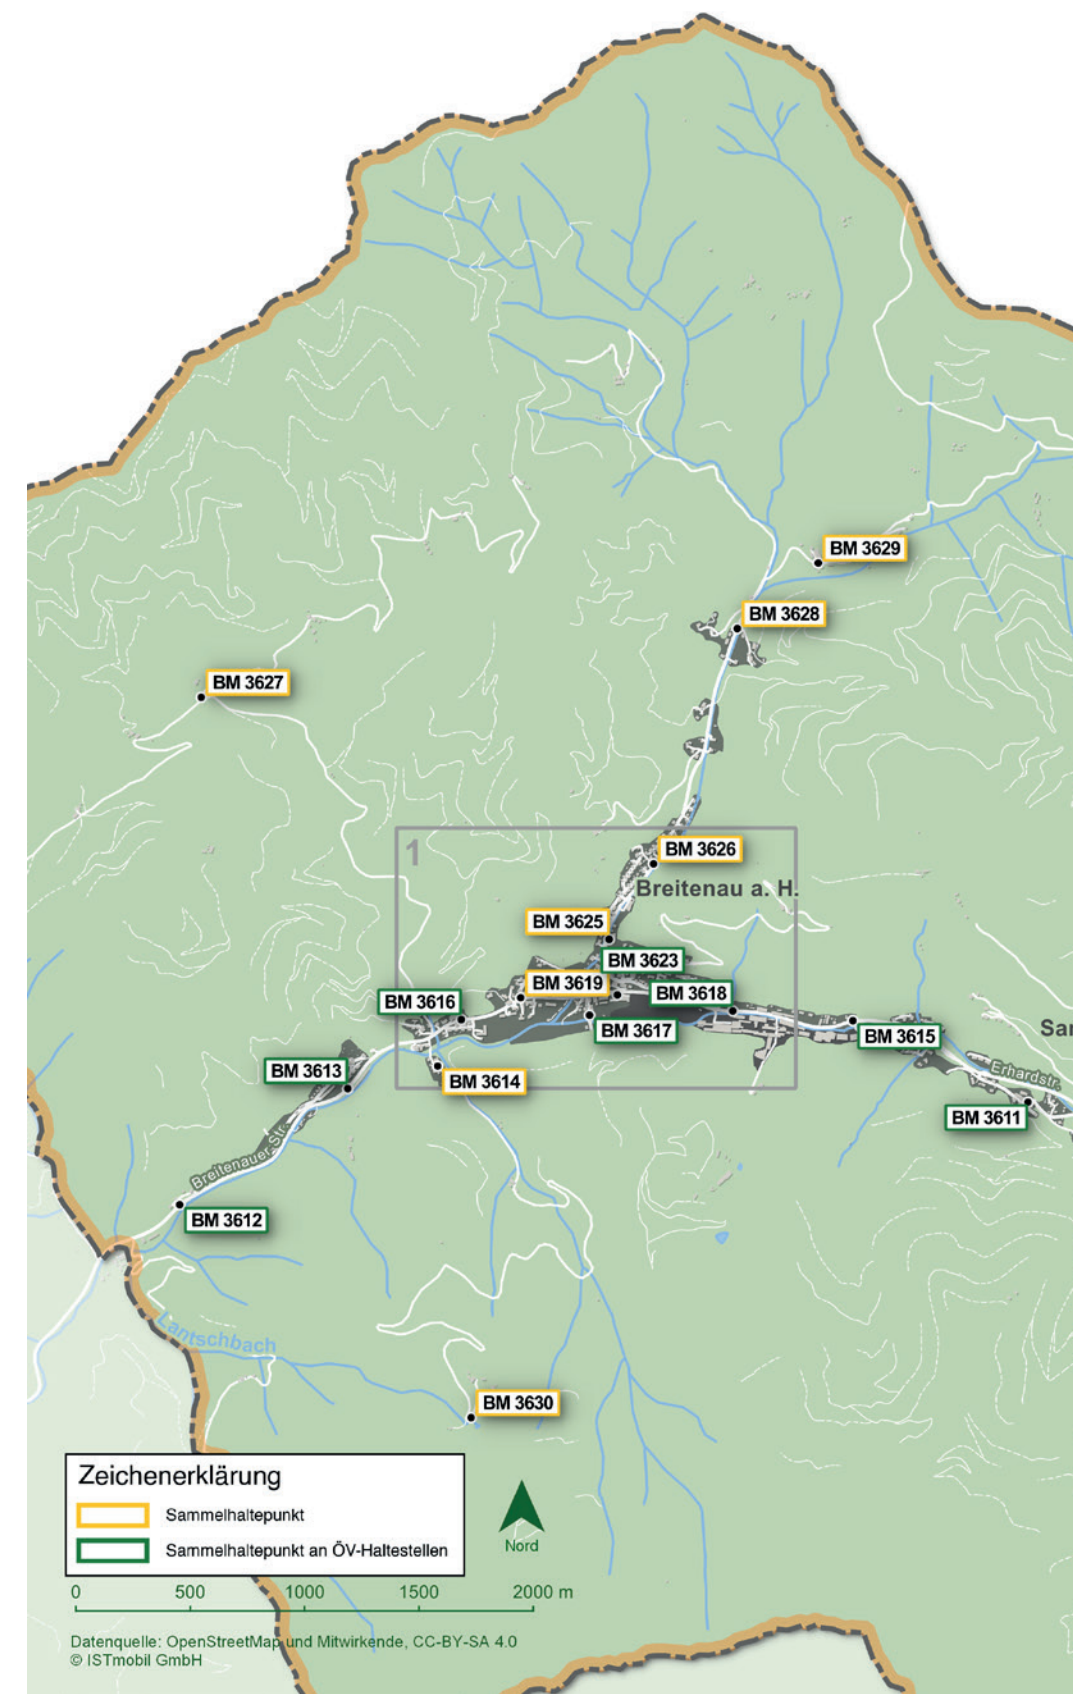 BM 3629
BM 3628
BM 3627
1
BM 3626
Breitenau a. H.
BM 3625
BM 3623
BM 3619
BM 3618
BM 3616
BM 3617
BM 3615
San
BM 3613
BM 3614
Erhardstr.
BM 3611
Breitenauer Str.
BM 3612
Lantschbach
BM 3630
Zeichenerklärung
Sammelhaltepunkt
Sammelhaltepunkt an ÖV-Haltestellen
Nord
0 500 1000 1500 2000 m
Datenquelle: OpenStreetMap und Mitwirkende, CC-BY-SA 4.0
© ISTmobil GmbH